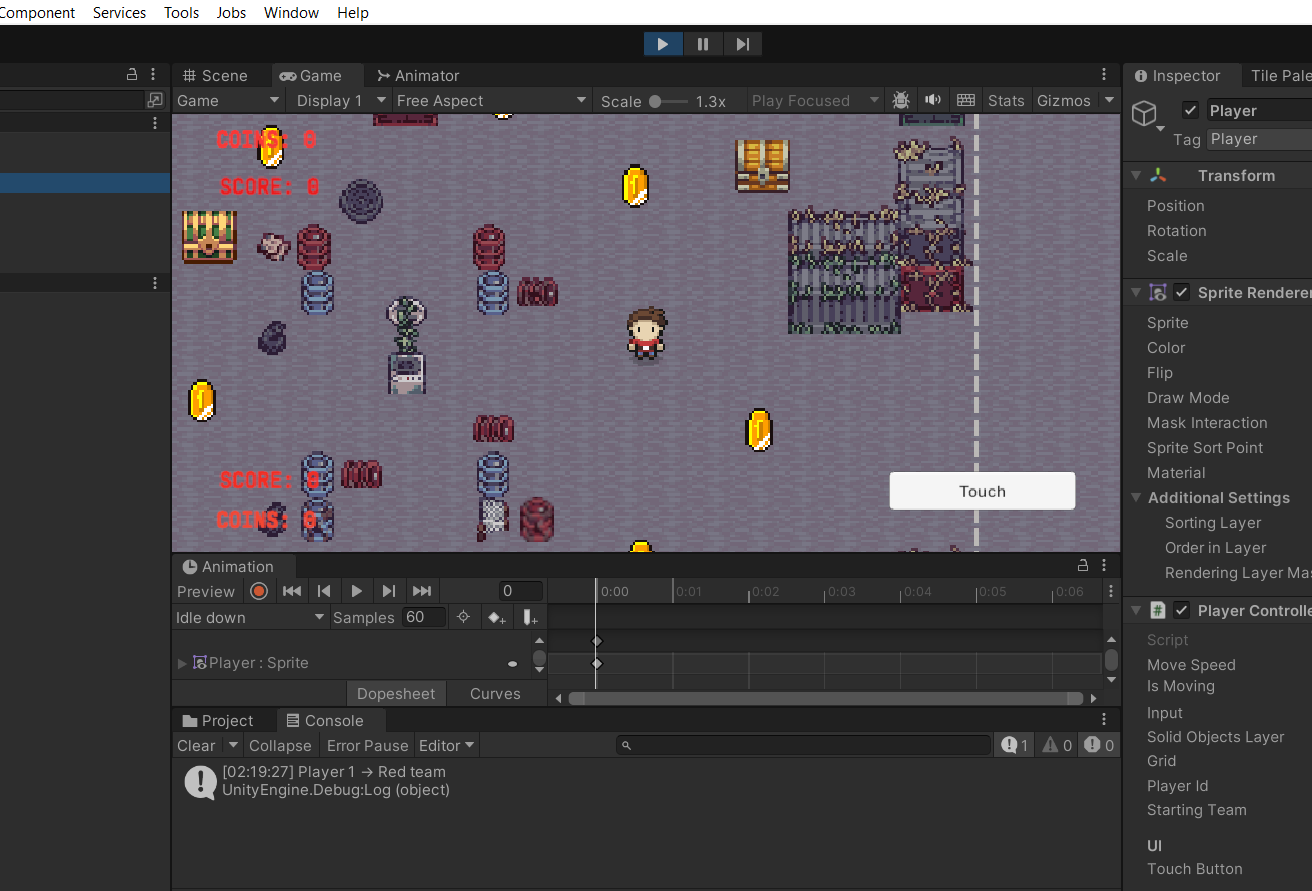 Component Services Tools Jobs Window Help
Scene Game Animator
Game Display 1 Free Aspect Scale 1.3x Play Focused Stats Gizmos
COINS: 0
SCORE: 0
SCORE: 0
COINS: 0
Touch
Animation
Preview 0 0:00 0:01 0:02 0:03 0:04 0:05 0:06
Idle down Samples 60
Player : Sprite
Dopesheet Curves
Project Console
Clear Collapse Error Pause Editor 1 0 0
[02:19:27] Player 1 → Red team
UnityEngine.Debug:Log (object)
Inspector Tile Pale
Player
Tag Player
Transform
Position
Rotation
Scale
Sprite Renderer
Sprite
Color
Flip
Draw Mode
Mask Interaction
Sprite Sort Point
Material
Additional Settings
Sorting Layer
Order in Layer
Rendering Layer Mas
Player Controlle
Script
Move Speed
Is Moving
Input
Solid Objects Layer
Grid
Player Id
Starting Team
UI
Touch Button